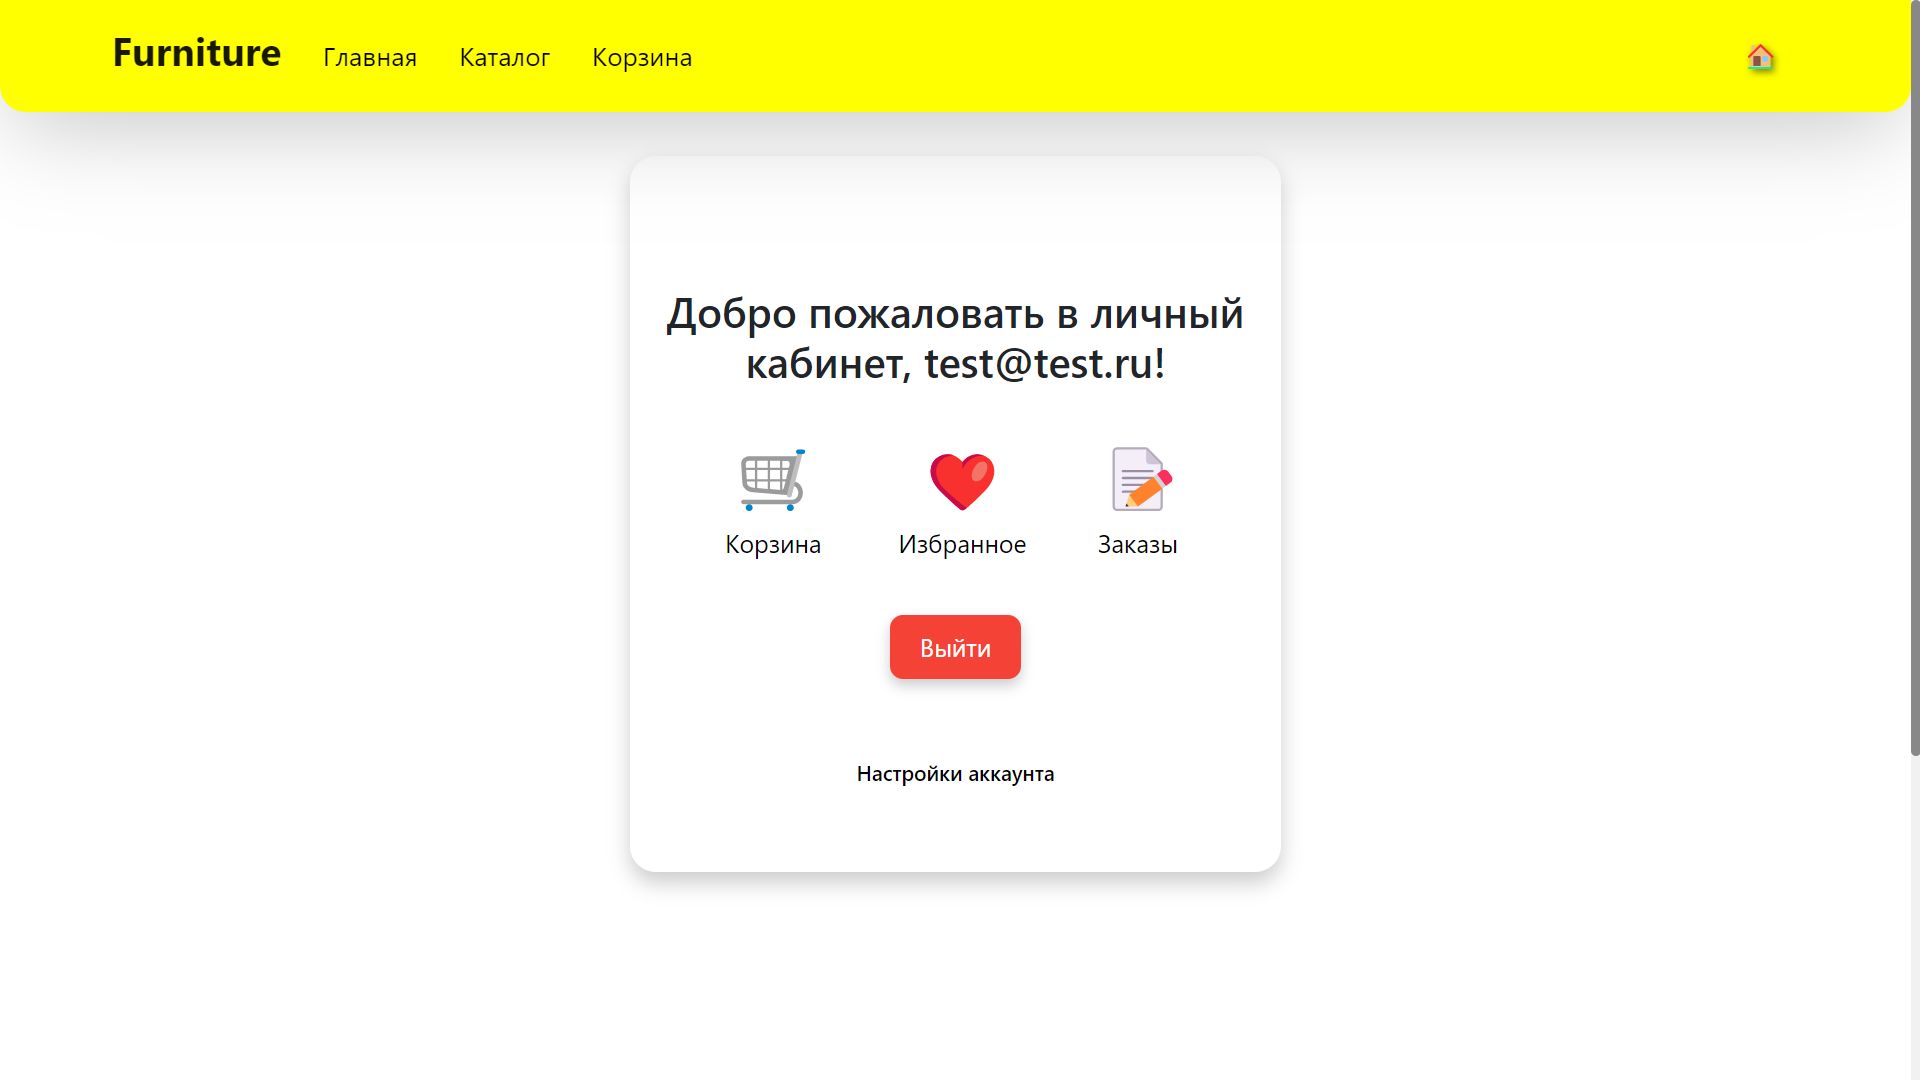 Furniture Главная Каталог Корзина
Добро пожаловать в личный
кабинет, test@test.ru!
Корзина Избранное Заказы
Выйти
Настройки аккаунта